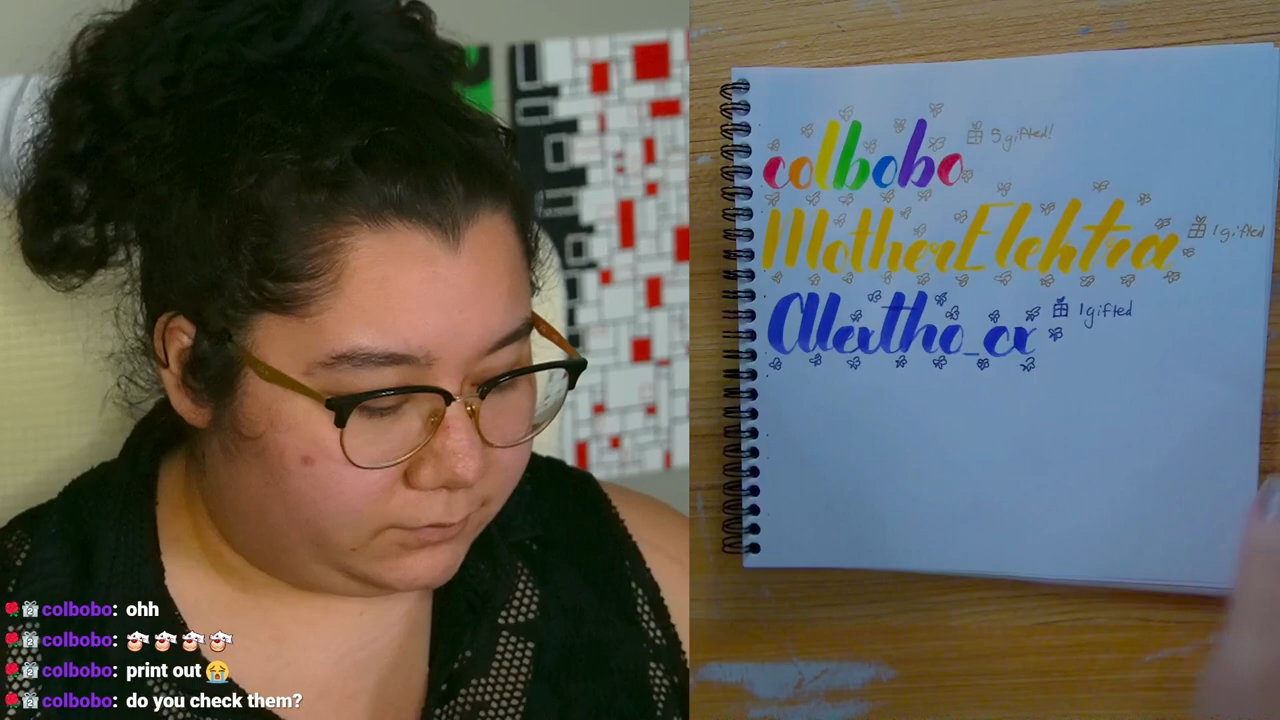 colbobo 5 gifted!
MotherElektra 1 gifted
Alextho_cx 1 gifted
colbobo: ohh
colbobo:
colbobo: print out
colbobo: do you check them?